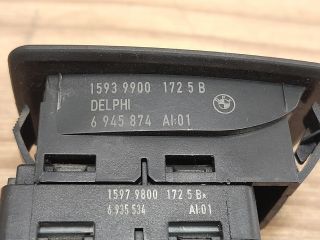 1593 9900 172 5 B
DELPHI
6 945 874 AI:01
1597 9800 172 5 B*
6 935 534 AI:01